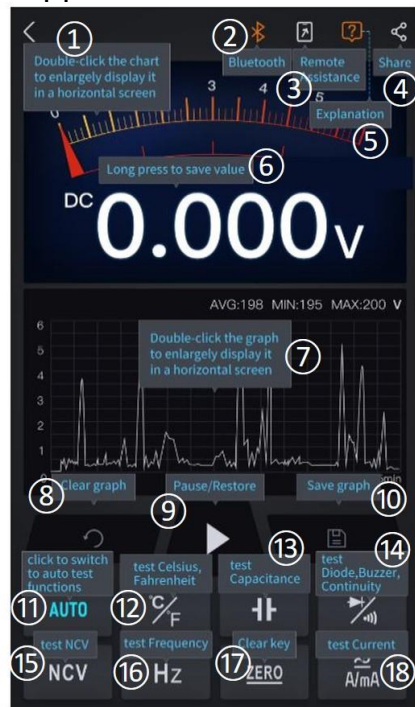 ①
②
Double-click the chart
to enlargely display it
in a horizontal screen
Bluetooth
Remote
Assistance
Share
③
④
0
3
4
5
Explanation
⑤
Long press to save value
⑥
DC
0.000V
AVG:198 MIN:195 MAX:200 V
6
5
4
3
2
1
0
Double-click the graph
to enlargely display it
in a horizontal screen
⑦
⑧
Clear graph
Pause/Restore
Save graph
⑩
⑨
⑬
⑭
click to switch
to auto test
functions
test Celsius,
Fahrenheit
test
Capacitance
test
Diode,Buzzer,
Continuity
⑪
AUTO
⑫
°C/F
test NCV
test Frequency
Clear key
test Current
⑮
NCV
⑯
Hz
⑰
ZERO
A/mA
⑱